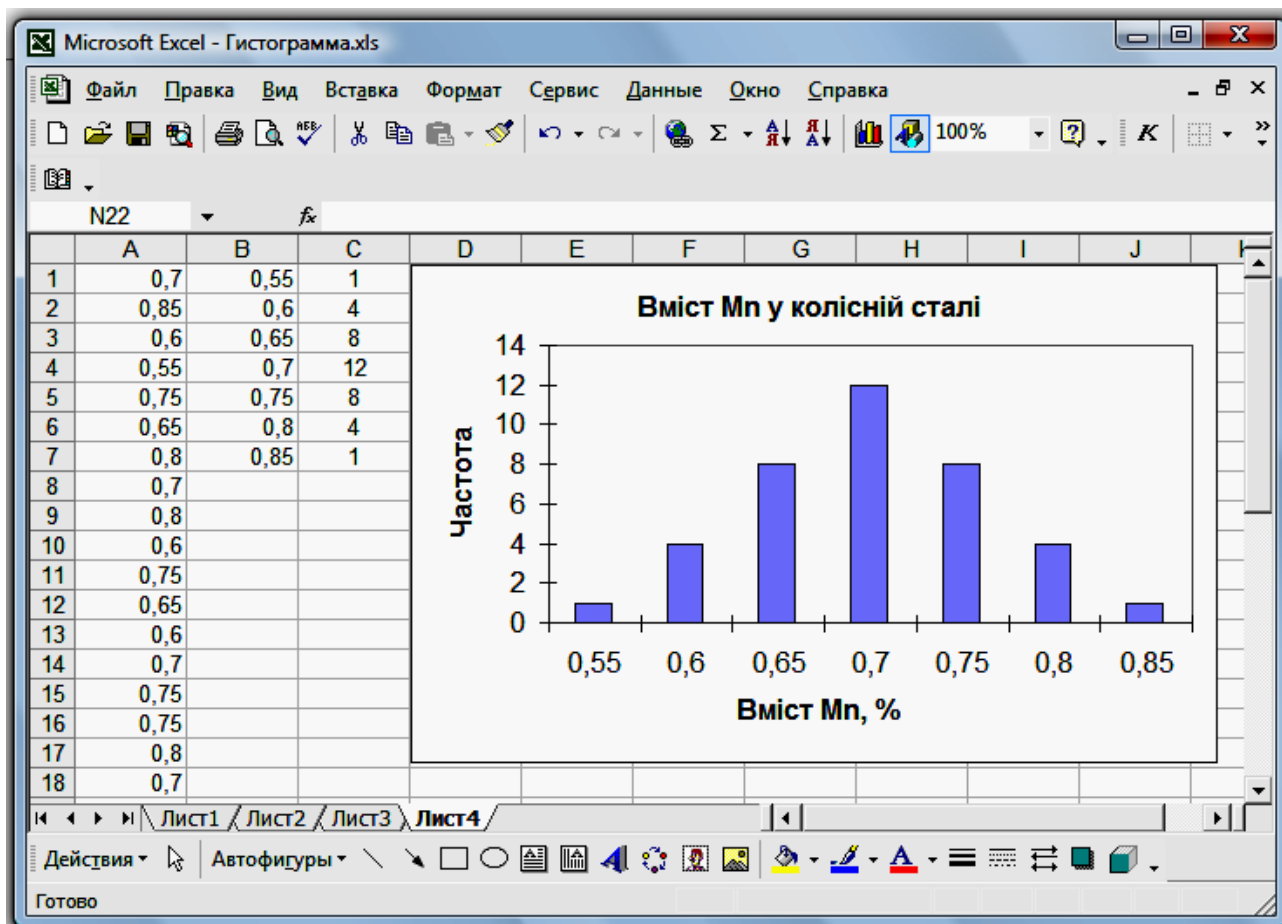 Microsoft Excel - Гистограмма.xls
Файл Правка Вид Вставка Формат Сервис Данные Окно Справка
100% К
N22 fx
A B C D E F G H I J
1 0,7 0,55 1
2 0,85 0,6 4
3 0,6 0,65 8
4 0,55 0,7 12
5 0,75 0,75 8
6 0,65 0,8 4
7 0,8 0,85 1
8 0,7
9 0,8
10 0,6
11 0,75
12 0,65
13 0,6
14 0,7
15 0,75
16 0,75
17 0,8
18 0,7
Вміст Mn у колісній сталі
Частота
14
12
10
8
6
4
2
0
0,55 0,6 0,65 0,7 0,75 0,8 0,85
Вміст Mn, %
Лист1 Лист2 Лист3 Лист4
Действия Автофигуры
Готово